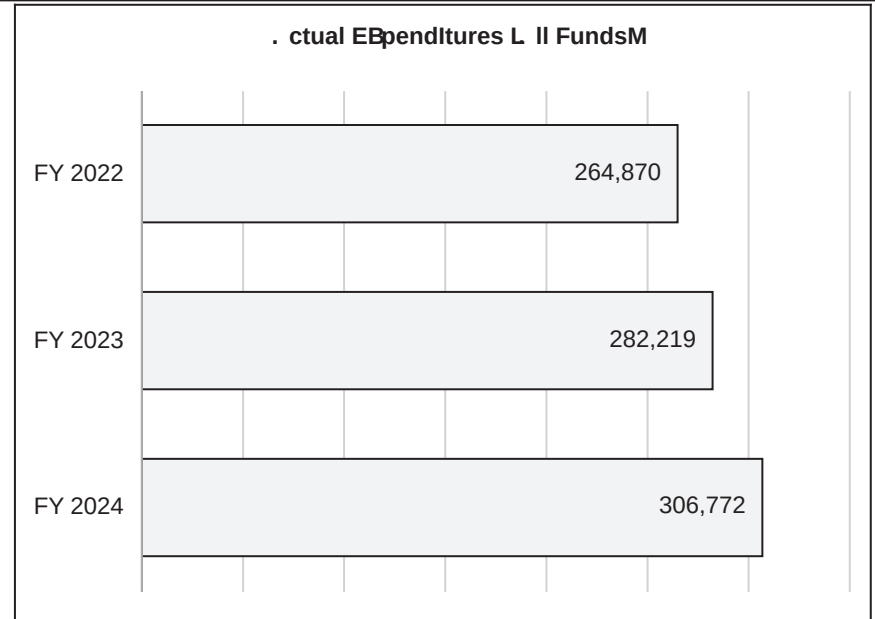 . ctual EBpendItures L. ll FundsM
FY 2022
264,870
FY 2023
282,219
FY 2024
306,772